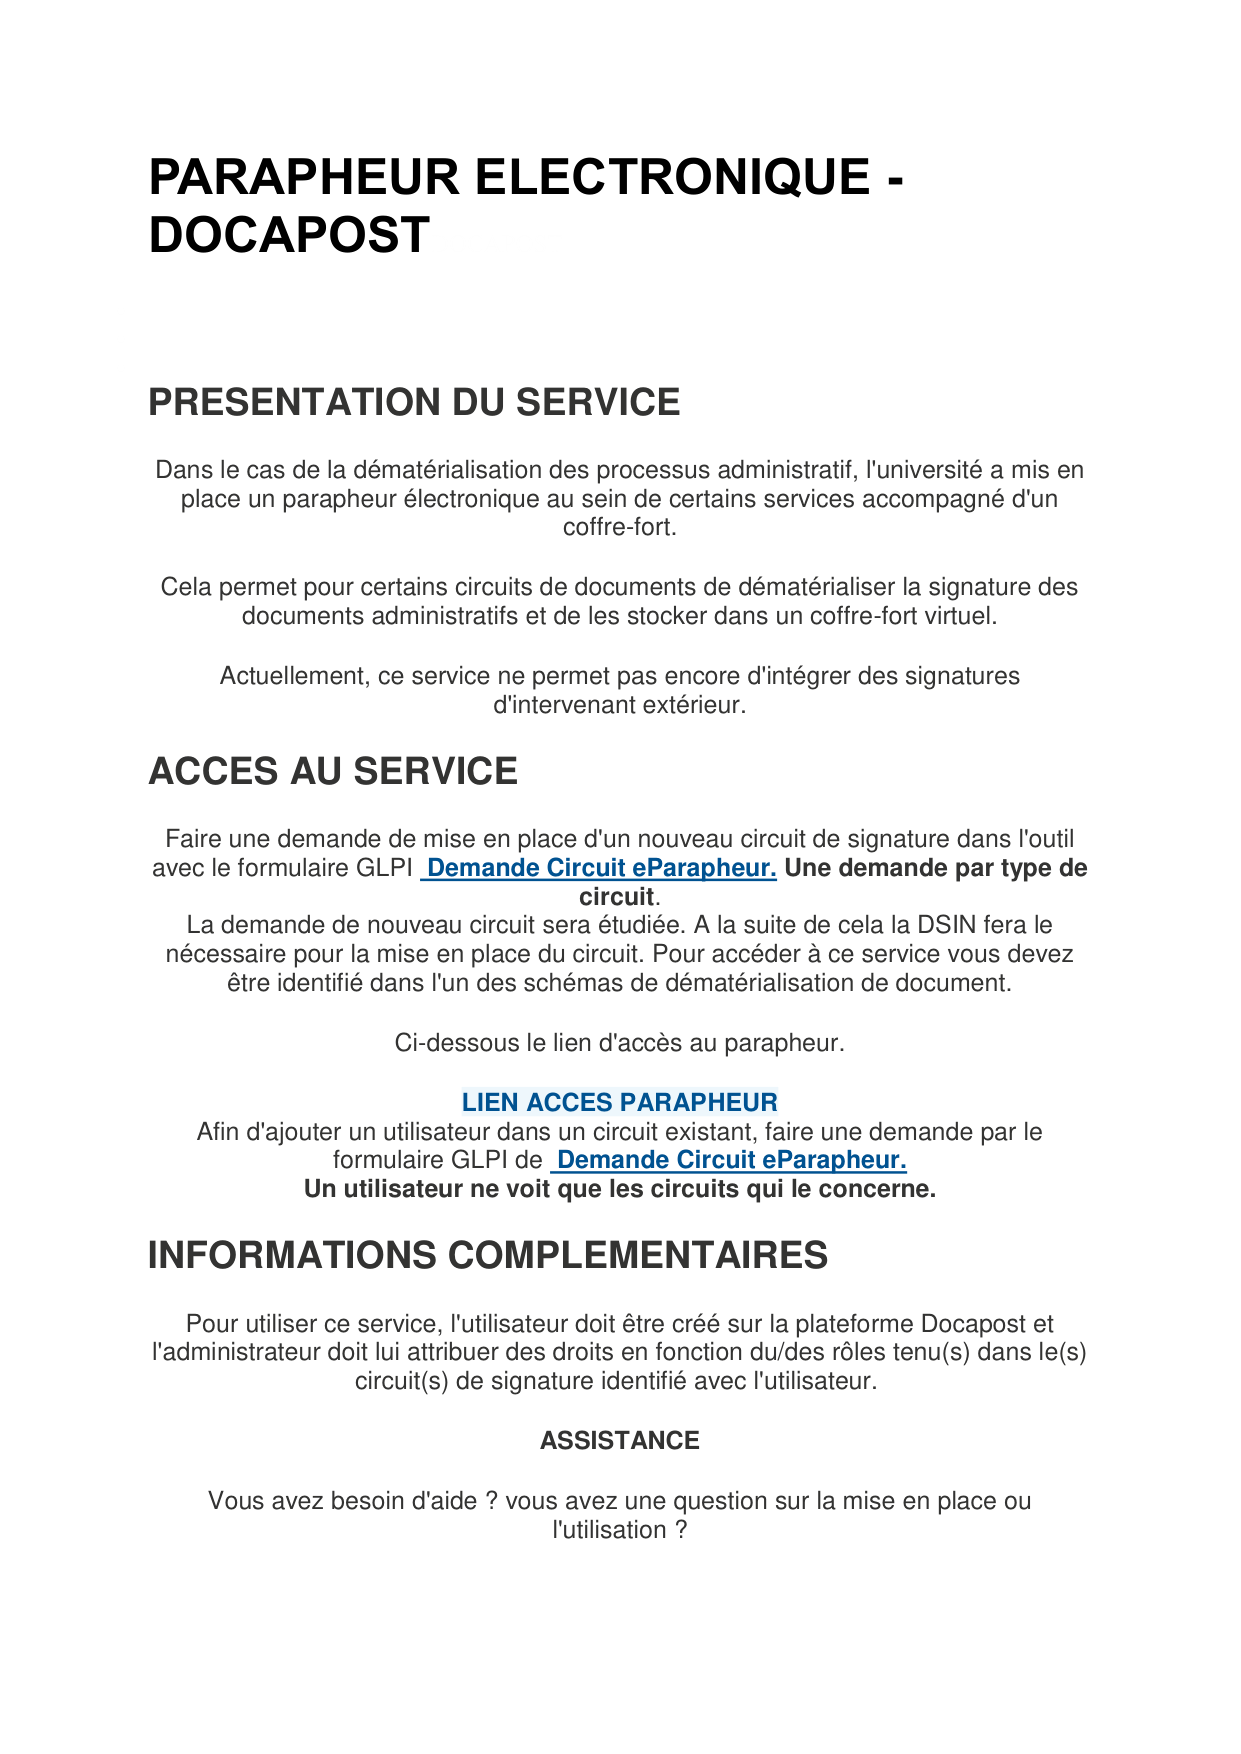 PARAPHEUR ELECTRONIQUE -
DOCAPOST
PRESENTATION DU SERVICE
Dans le cas de la dématérialisation des processus administratif, l'université a mis en
place un parapheur électronique au sein de certains services accompagné d'un
coffre-fort.
Cela permet pour certains circuits de documents de dématérialiser la signature des
documents administratifs et de les stocker dans un coffre-fort virtuel.
Actuellement, ce service ne permet pas encore d'intégrer des signatures
d'intervenant extérieur.
ACCES AU SERVICE
Faire une demande de mise en place d'un nouveau circuit de signature dans l'outil
avec le formulaire GLPI  Demande Circuit eParapheur. Une demande par type de
circuit.
La demande de nouveau circuit sera étudiée. A la suite de cela la DSIN fera le
nécessaire pour la mise en place du circuit. Pour accéder à ce service vous devez
être identifié dans l'un des schémas de dématérialisation de document.
Ci-dessous le lien d'accès au parapheur.
LIEN ACCES PARAPHEUR
Afin d'ajouter un utilisateur dans un circuit existant, faire une demande par le
formulaire GLPI de  Demande Circuit eParapheur.
Un utilisateur ne voit que les circuits qui le concerne.
INFORMATIONS COMPLEMENTAIRES
Pour utiliser ce service, l'utilisateur doit être créé sur la plateforme Docapost et
l'administrateur doit lui attribuer des droits en fonction du/des rôles tenu(s) dans le(s)
circuit(s) de signature identifié avec l'utilisateur.
ASSISTANCE
Vous avez besoin d'aide ? vous avez une question sur la mise en place ou
l'utilisation ?